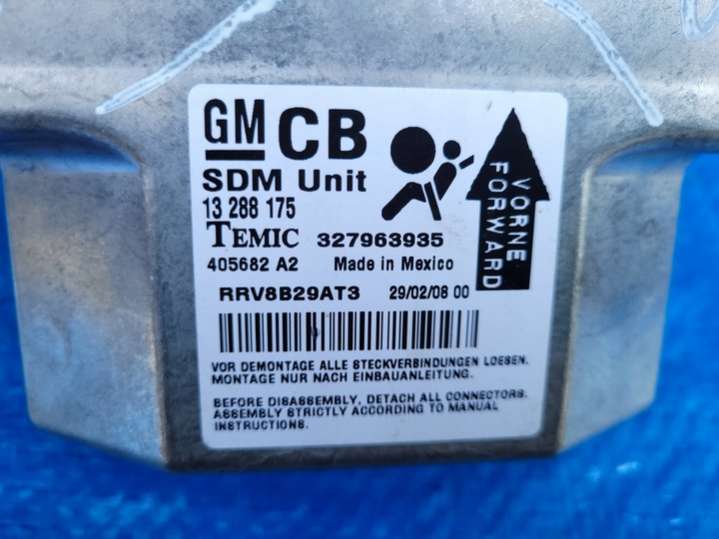 GM CB
SDM Unit
13 288 175
TEMIC 327963935
405682 A2 Made in Mexico
RRV8B29AT3 29/02/08 00
VOR DEMONTAGE ALLE STECKVERBINDUNGEN LOESEN.
MONTAGE NUR NACH EINBAUANLEITUNG.
BEFORE DISASSEMBLY, DETACH ALL CONNECTORS.
ASSEMBLY STRICTLY ACCORDING TO MANUAL
INSTRUCTIONS.
VORNE
FORWARD